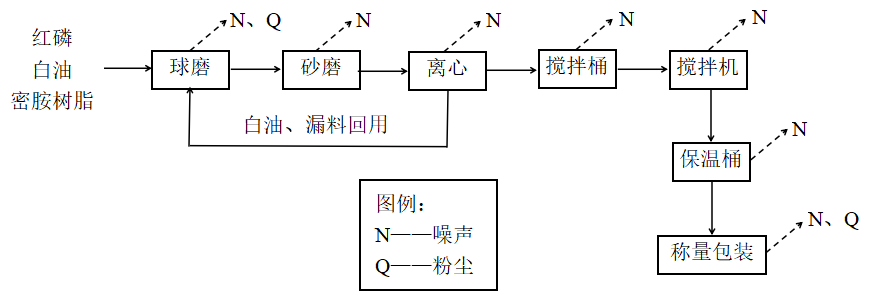 红磷
白油
密胺树脂
球磨
N、Q
砂磨
N
离心
N
搅拌桶
N
搅拌机
N
白油、漏料回用
保温桶
N
称量包装
N、Q
图例：
N——噪声
Q——粉尘